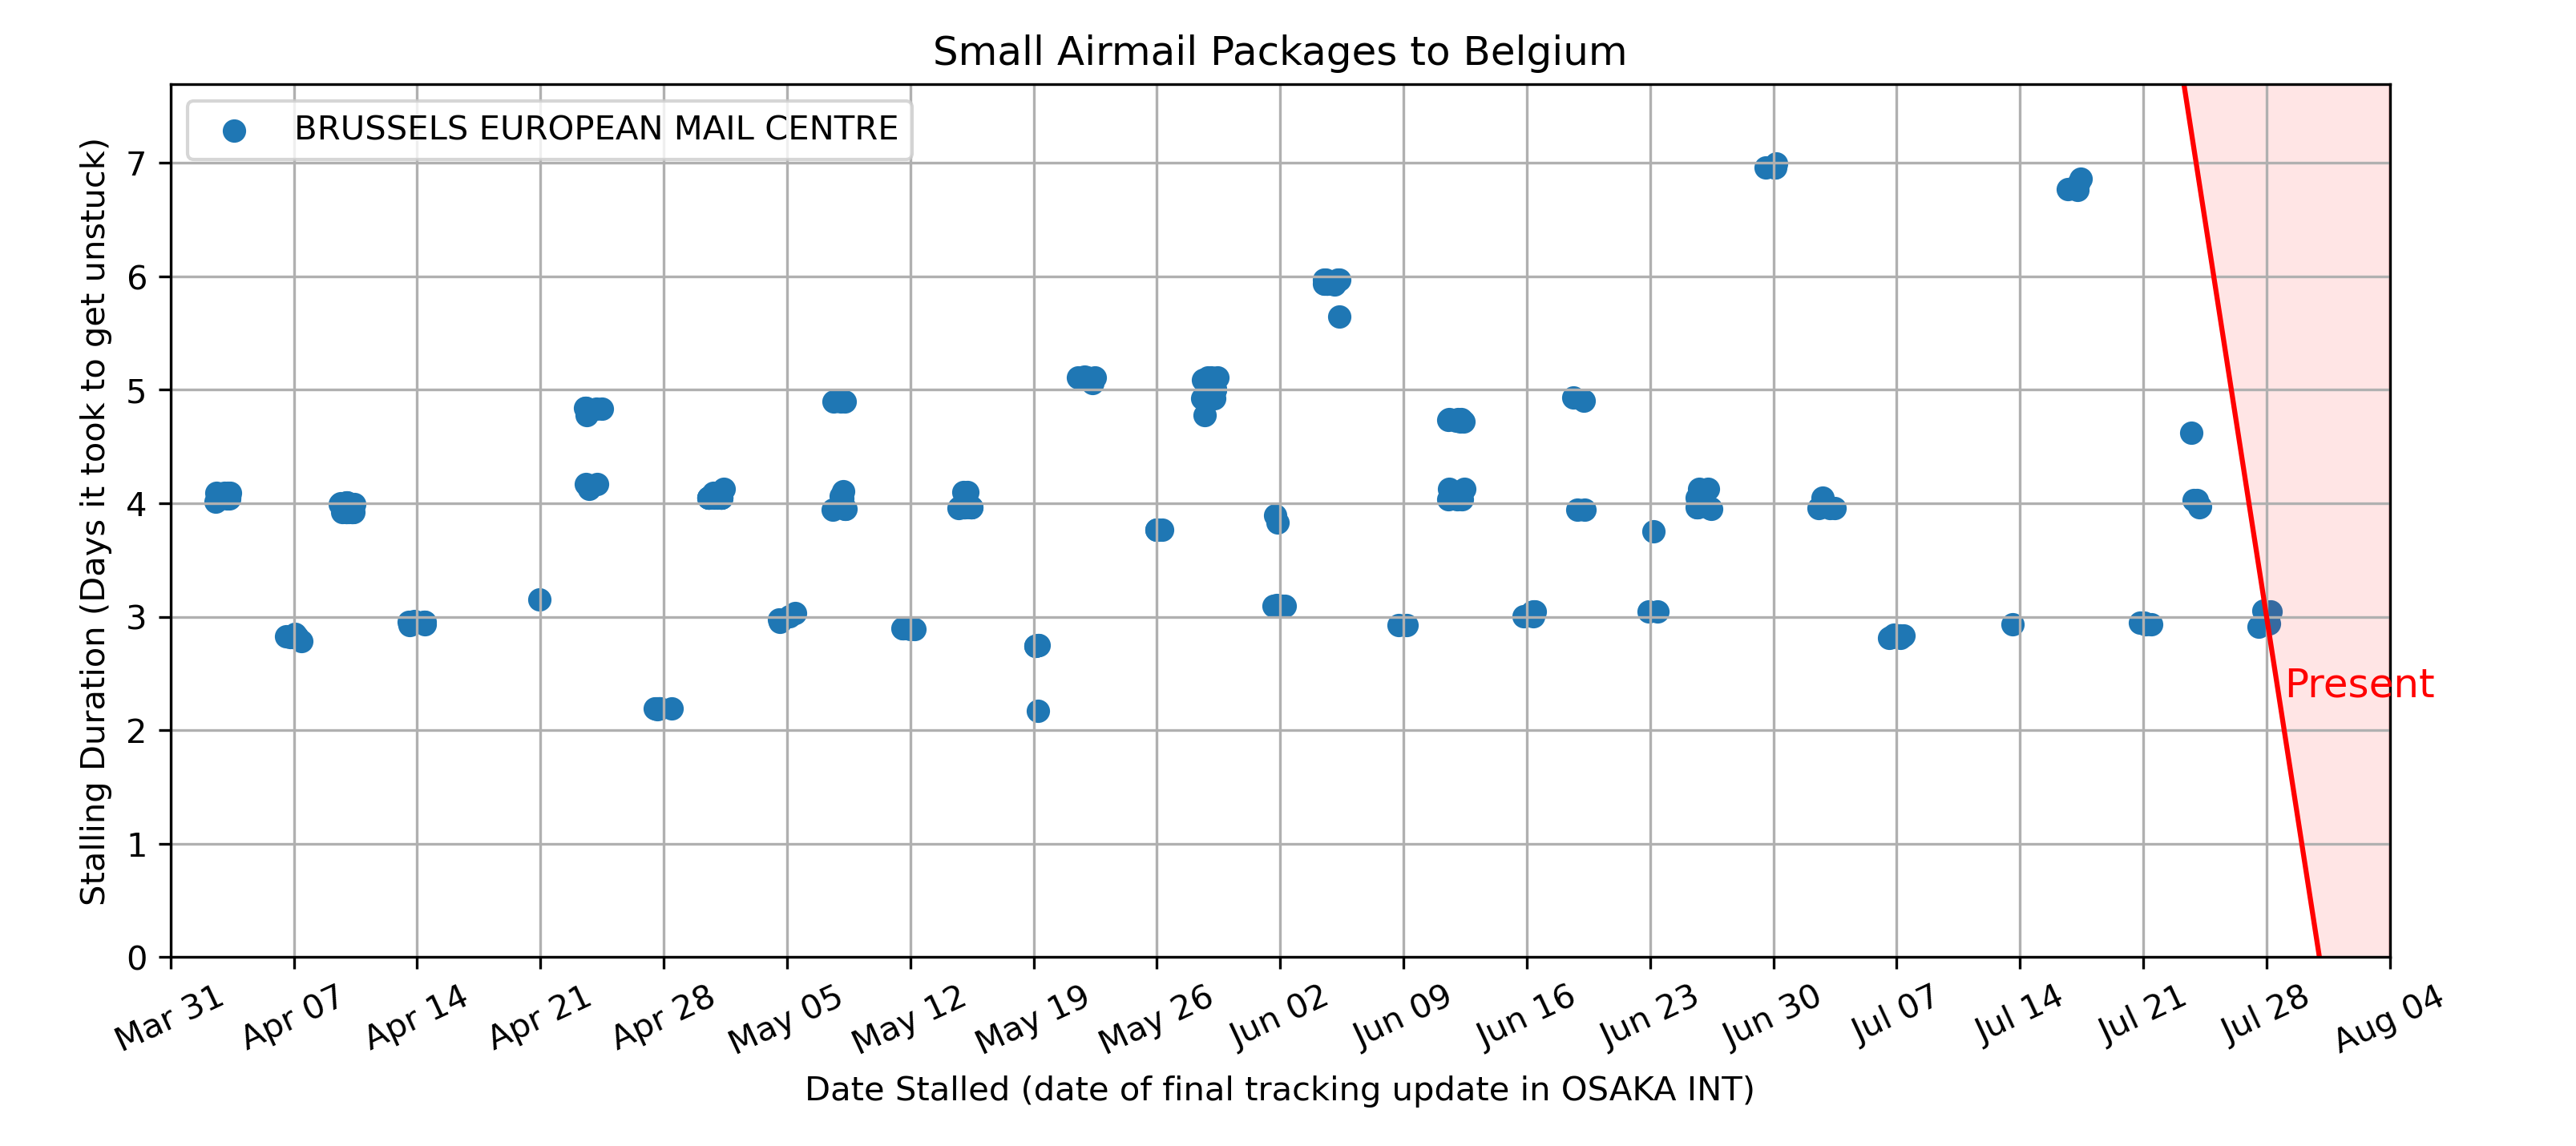 Small Airmail Packages to Belgium
BRUSSELS EUROPEAN MAIL CENTRE
Stalling Duration (Days it took to get unstuck)
7
6
5
4
3
2
1
0
Present
Mar 31
Apr 07
Apr 14
Apr 21
Apr 28
May 05
May 12
May 19
May 26
Jun 02
Jun 09
Jun 16
Jun 23
Jun 30
Jul 07
Jul 14
Jul 21
Jul 28
Aug 04
Date Stalled (date of final tracking update in OSAKA INT)